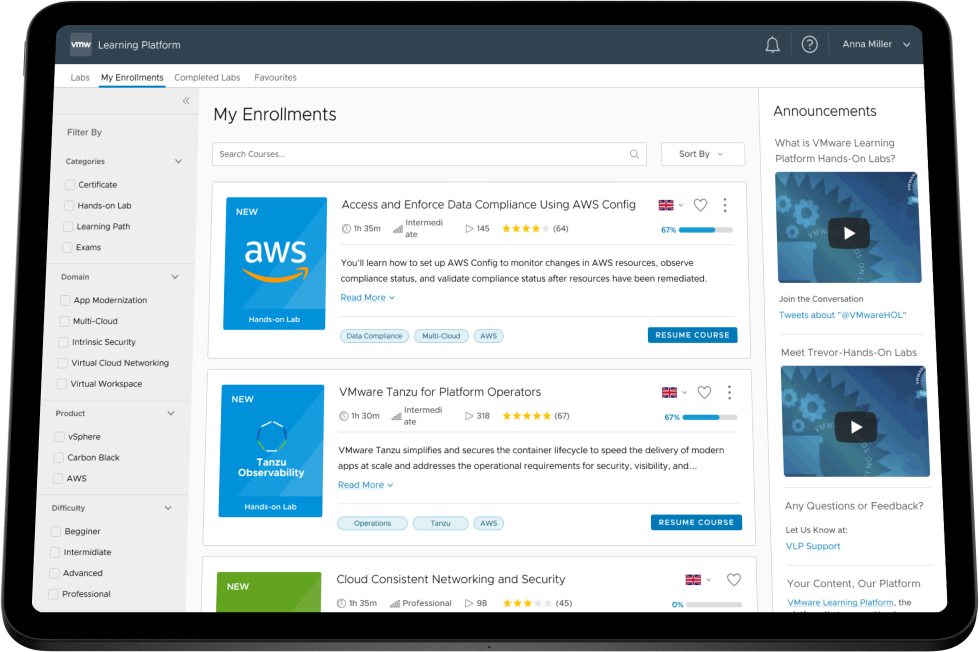 vmw Learning Platform
Anna Miller
Labs My Enrollments Completed Labs Favourites
Filter By
Categories
Certificate
Hands-on Lab
Learning Path
Exams
Domain
App Modernization
Multi-Cloud
Intrinsic Security
Virtual Cloud Networking
Virtual Workspace
Product
vSphere
Carbon Black
AWS
Difficulty
Begginer
Intermidiate
Advanced
Professional
My Enrollments
Search Courses...
Sort By
NEW
aws
Hands-on Lab
Access and Enforce Data Compliance Using AWS Config
1h 35m
Intermedi
ate
145
(64)
67%
You'll learn how to set up AWS Config to monitor changes in AWS resources, observe
compliance status, and validate compliance status after resources have been remediated.
Read More
Data Compliance Multi-Cloud AWS
RESUME COURSE
NEW
Tanzu
Observability
Hands-on Lab
VMware Tanzu for Platform Operators
1h 30m
Intermedi
ate
318
(67)
67%
VMware Tanzu simplifies and secures the container lifecycle to speed the delivery of modern
apps at scale and addresses the operational requirements for security, visibility, and...
Read More
Operations Tanzu AWS
RESUME COURSE
NEW
Cloud Consistent Networking and Security
1h 35m Professional 98 (45)
0%
Announcements
What is VMware Learning
Platform Hands-On Labs?
Join the Conversation
Tweets about "@VMwareHOL"
Meet Trevor-Hands-On Labs
Any Questions or Feedback?
Let Us Know at:
VLP Support
Your Content, Our Platform
VMware Learning Platform, the